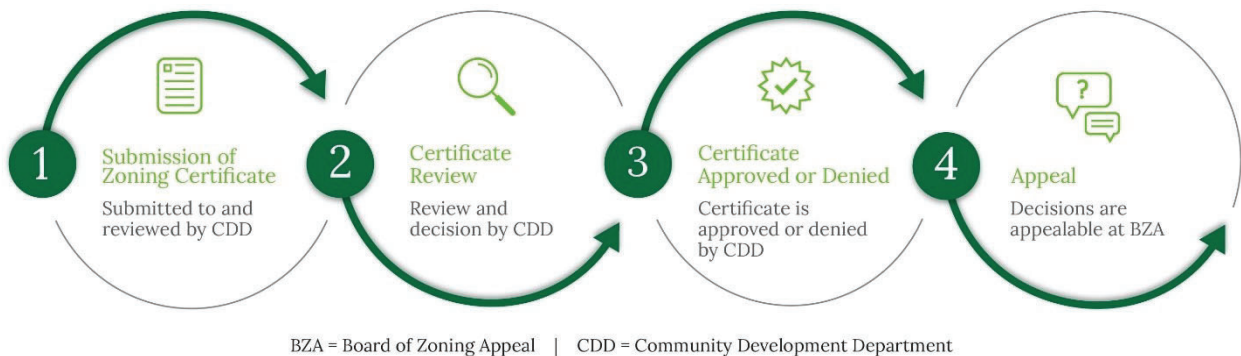 1
Submission of
Zoning Certificate
Submitted to and
reviewed by CDD
2
Certificate
Review
Review and
decision by CDD
3
Certificate
Approved or Denied
Certificate is
approved or denied
by CDD
4
?
Appeal
Decisions are
appealable at BZA
BZA = Board of Zoning Appeal | CDD = Community Development Department